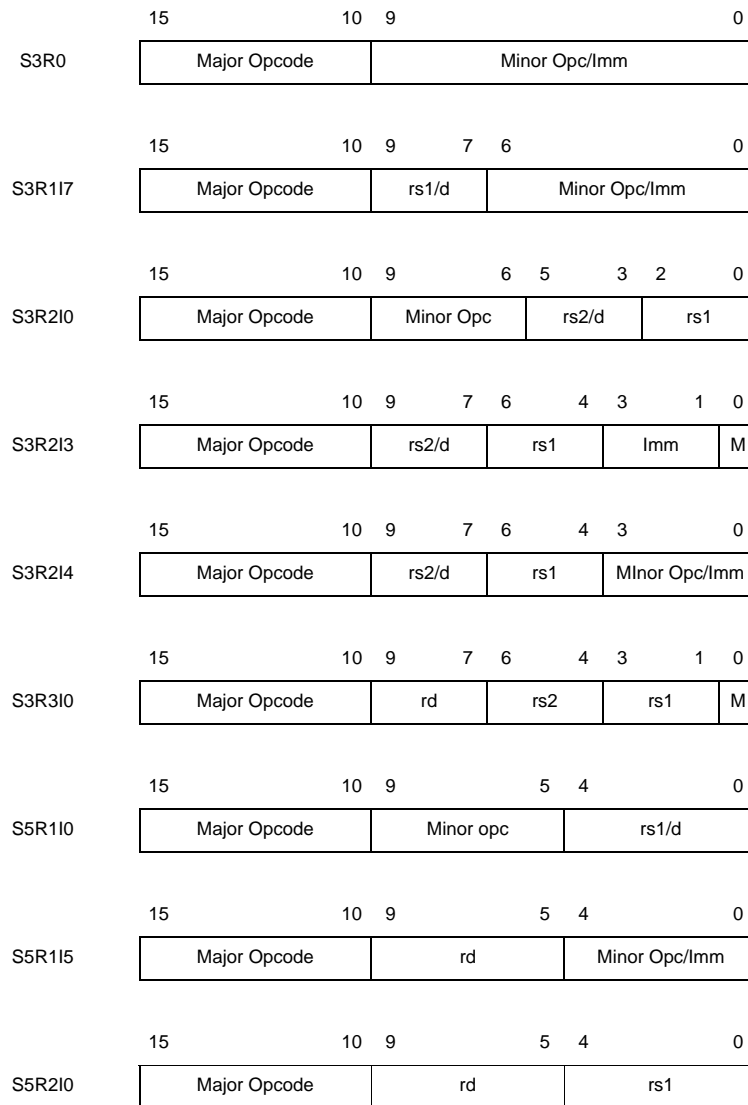 15 10 9 0
S3R0 Major Opcode Minor Opc/Imm
15 10 9 7 6 0
S3R1I7 Major Opcode rs1/d Minor Opc/Imm
15 10 9 6 5 3 2 0
S3R2I0 Major Opcode Minor Opc rs2/d rs1
15 10 9 7 6 4 3 1 0
S3R2I3 Major Opcode rs2/d rs1 Imm M
15 10 9 7 6 4 3 0
S3R2I4 Major Opcode rs2/d rs1 MInor Opc/Imm
15 10 9 7 6 4 3 1 0
S3R3I0 Major Opcode rd rs2 rs1 M
15 10 9 5 4 0
S5R1I0 Major Opcode Minor opc rs1/d
15 10 9 5 4 0
S5R1I5 Major Opcode rd Minor Opc/Imm
15 10 9 5 4 0
S5R2I0 Major Opcode rd rs1